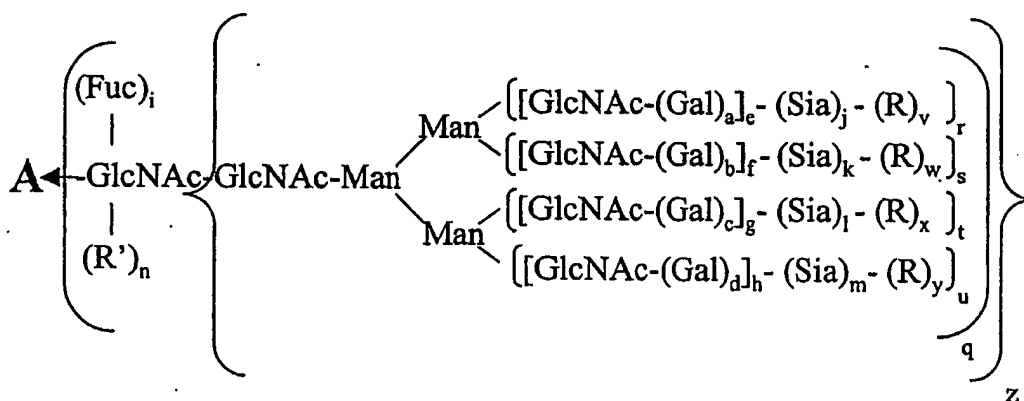 (Fuc)i
[GlcNAc-(Gal)a]e- (Sia)j- (R)v r
Man
[GlcNAc-(Gal)b]f- (Sia)k- (R)w. s
A GlcNAc-GlcNAc-Man
[GlcNAc-(Gal)c]g- (Sia)l- (R)x t
Man
(R')n
[GlcNAc-(Gal)d]h- (Sia)m- (R)y u
q
z